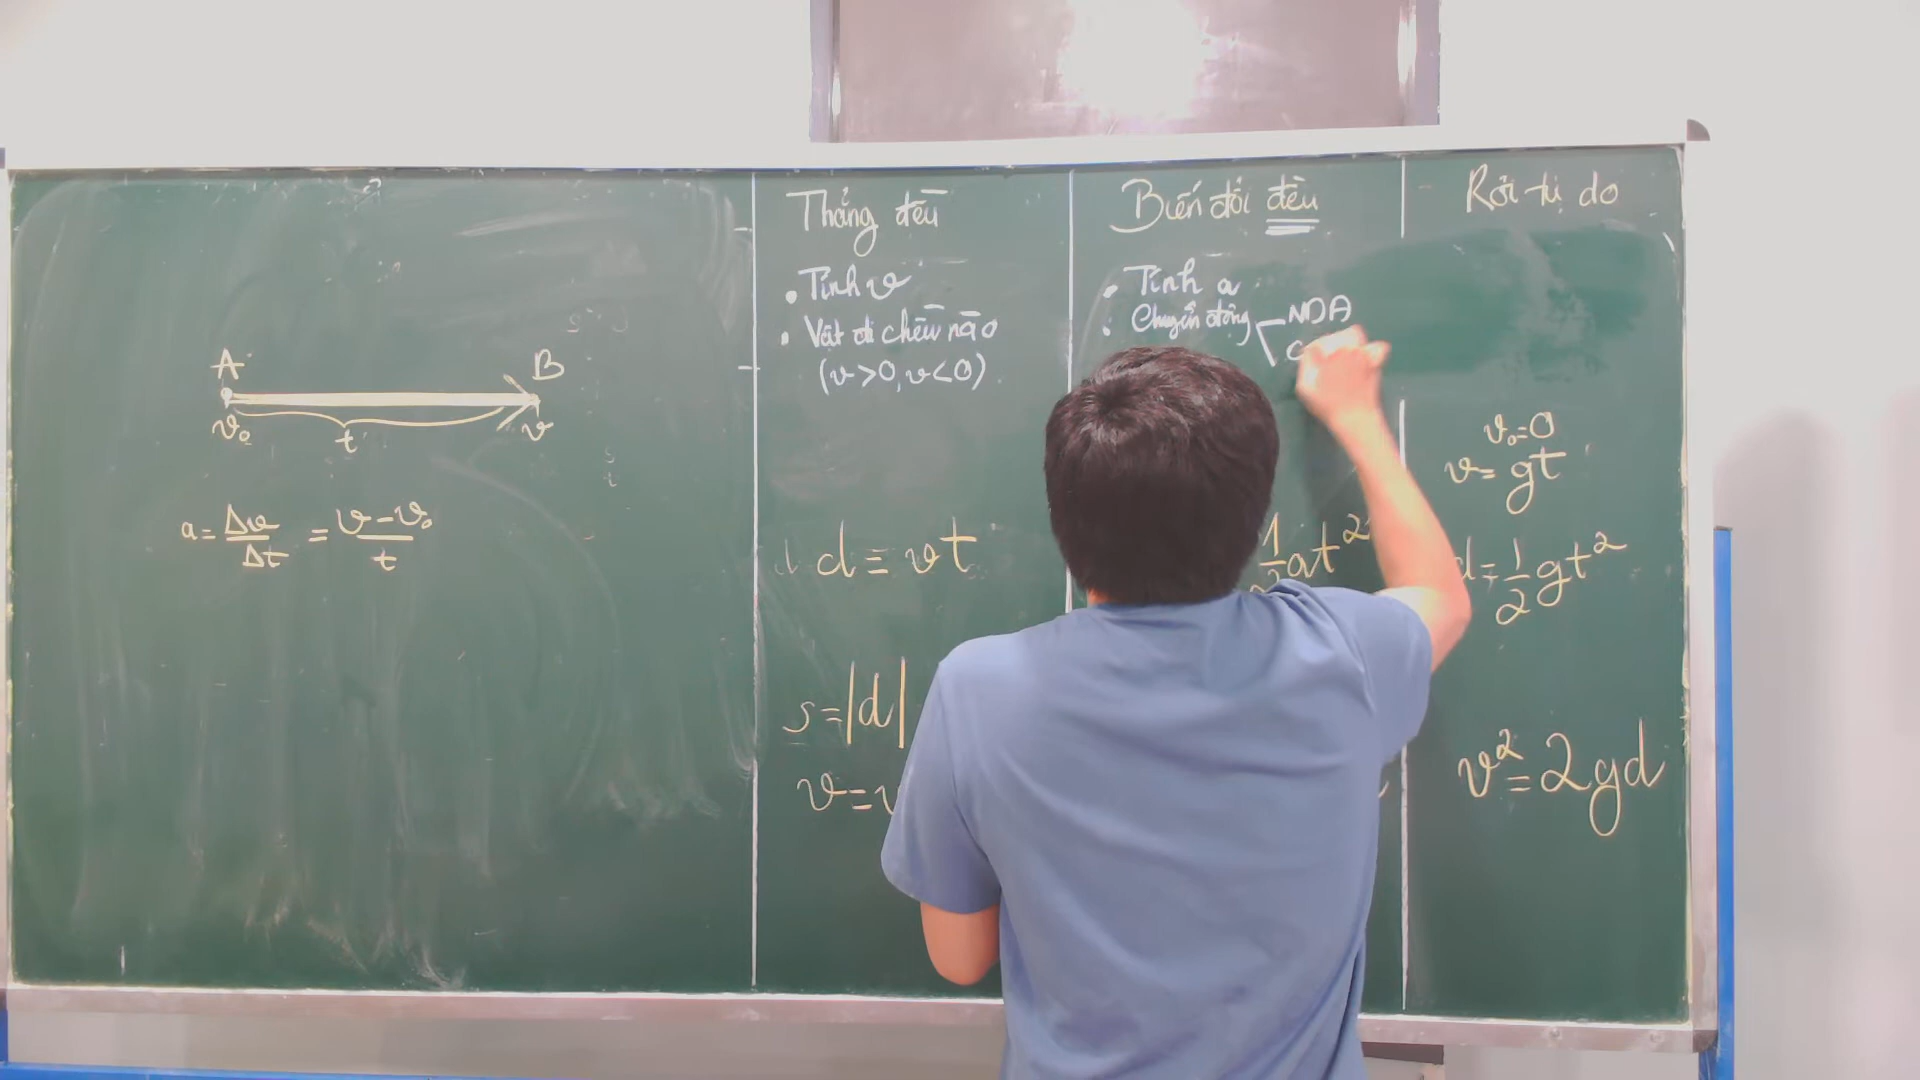 A B
v₀ t v
a = Δv/Δt = (v - v₀)/t
Thẳng đều
• Tính v
• Vật đi chiều nào
(v > 0, v < 0)
d = vt
s = |d|
Biến đổi đều
• Tính a
• Chuyển động NDĐ
1/2 at²
Rơi tự do
v₀ = 0
v = gt
d = 1/2 gt²
v² = 2gd